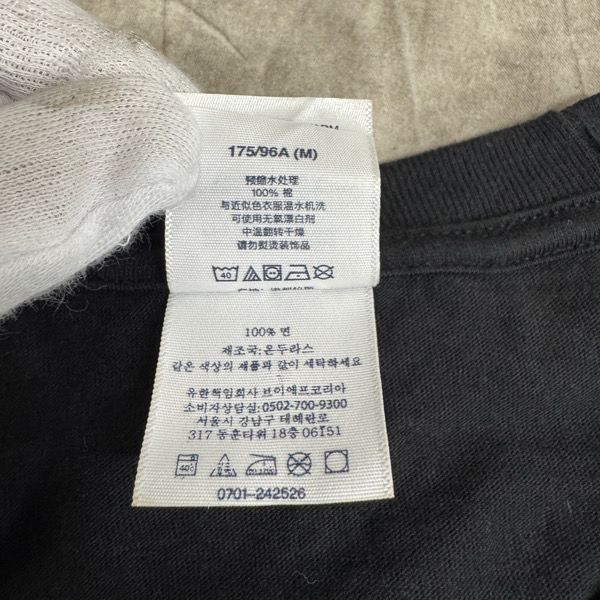 175/96A (M)
预缩水处理
100% 棉
与近似色衣服温水机洗
可使用无氧漂白剂
中温翻转干燥
请勿熨烫装饰品
40
100% 면
제조국:온두라스
같은 색상의 제품과 같이 세탁하세요
유한책임회사 브이에프코리아
소비자상담:0502-700-9300
서울시 강남구 테헤란로
317 동훈타워 18층 06151
40℃
0701-242526